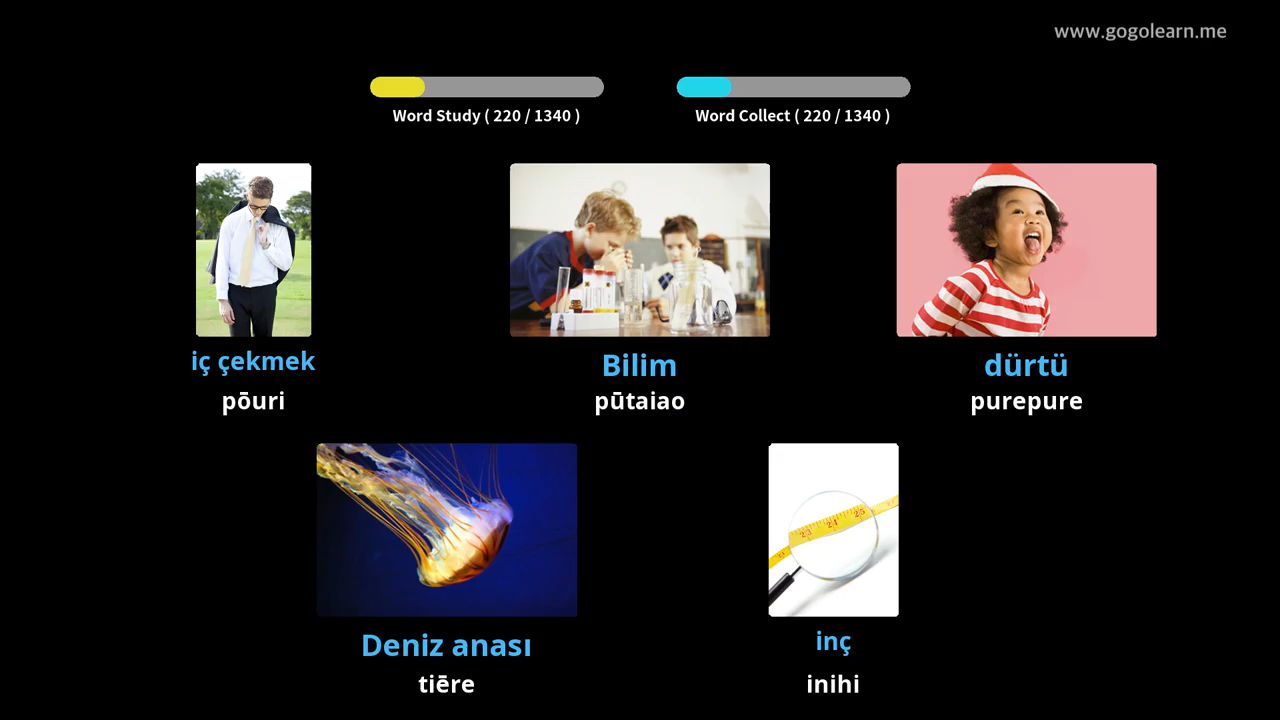 www.gogolearn.me
Word Study ( 220 / 1340 )
Word Collect ( 220 / 1340 )
iç çekmek
pōuri
Bilim
pūtaiao
dürtü
purepure
Deniz anası
tiēre
inç
inihi